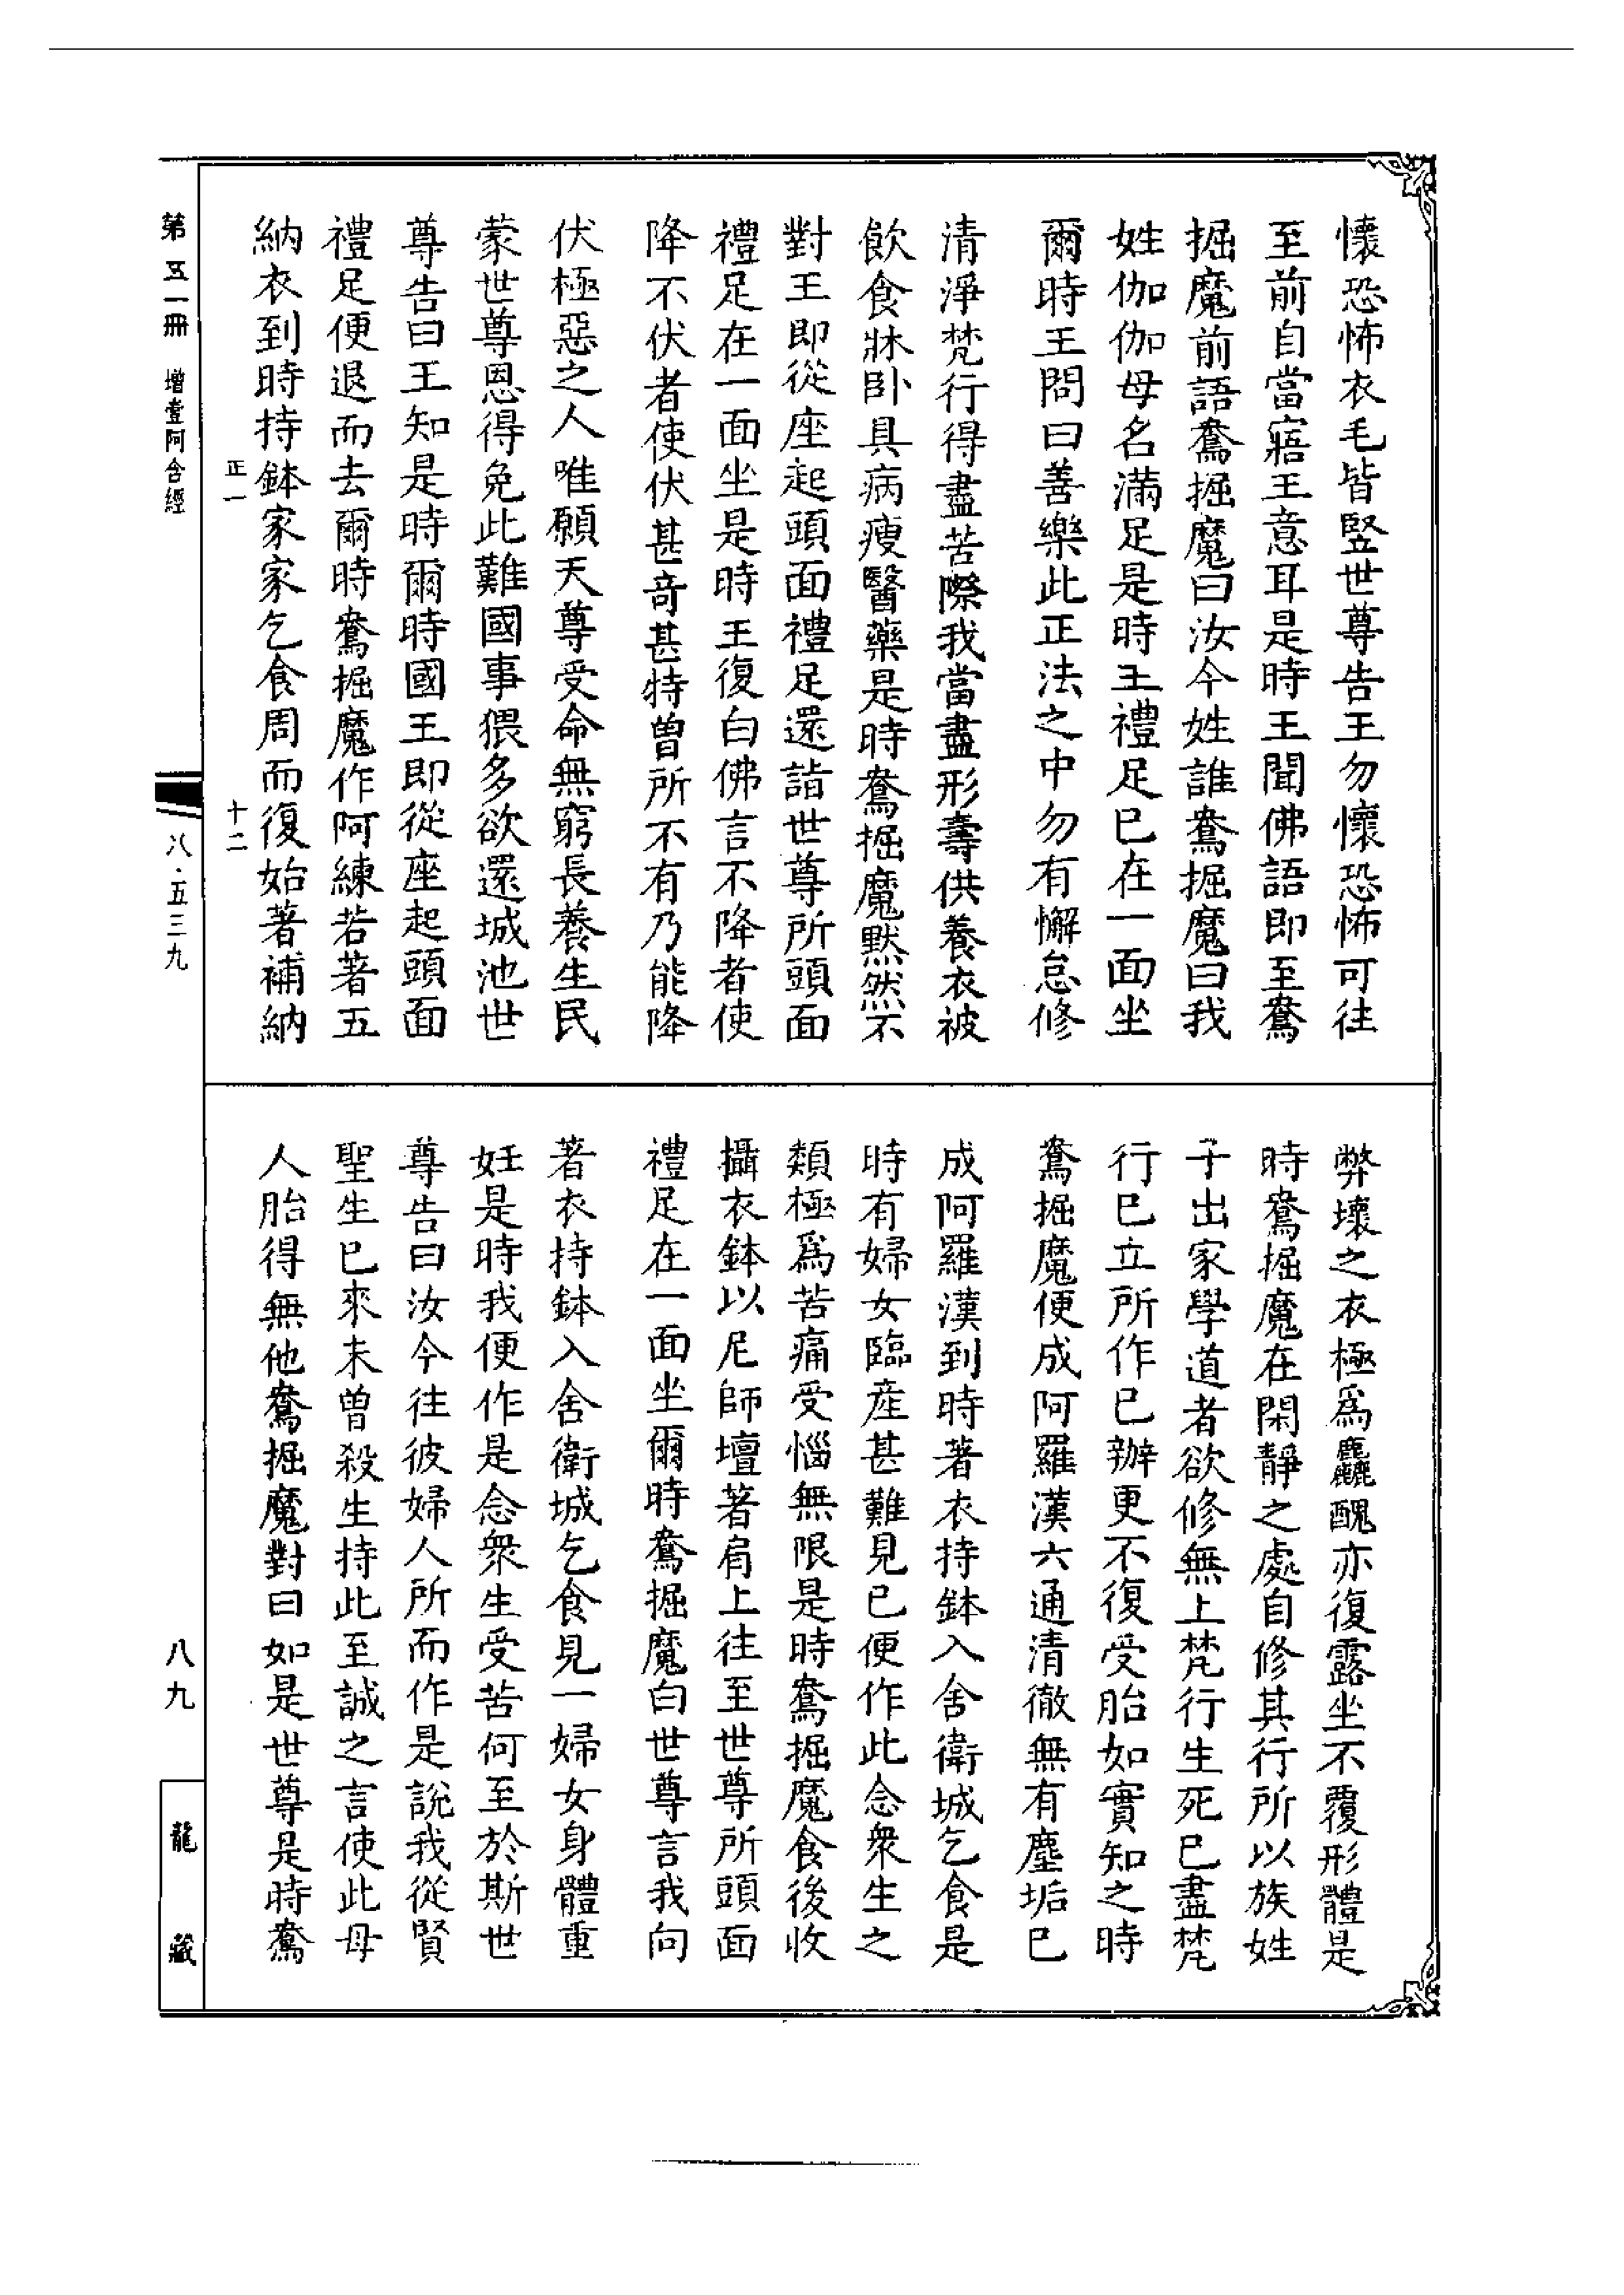 懷恐怖衣毛皆竪世尊告王勿懷恐怖可往
至前自當寤王意耳是時王聞佛語即至鴦
掘魔前語鴦掘魔曰汝今姓誰鴦掘魔曰我
姓伽伽母名滿足是時王禮足已在一面坐
爾時王問曰善樂此正法之中勿有懈怠修
清淨梵行得盡苦際我當盡形壽供養衣被
飲食牀卧具病瘦醫藥是時鴦掘魔默然不
對王即從座起頭面禮足還詣世尊所頭面
禮足在一面坐是時王復白佛言不降者使
降不伏者使伏甚奇甚特曾所不有乃能降
伏極惡之人唯願天尊受命無窮長養生民
蒙世尊恩得免此難國事猥多欲還城池世
尊告曰王知是時爾時國王即從座起頭面
禮足便退而去爾時鴦掘魔作阿練若著五
納衣到時持鉢家家乞食周而復始著補納
弊壞之衣極爲麤醜亦復露坐不覆形體是
時鴦掘魔在閑靜之處自修其行所以族姓
子出家學道者欲修無上梵行生死已盡梵
行已立所作已辦更不復受胎如實知之時
鴦掘魔便成阿羅漢六通清徹無有塵垢已
成阿羅漢到時著衣持鉢入舍衛城乞食是
時有婦女臨產甚難見已便作此念衆生之
類極爲苦痛受惱無限是時鴦掘魔食後收
攝衣鉢以尼師壇著肩上往至世尊所頭面
禮足在一面坐爾時鴦掘魔白世尊言我向
著衣持鉢入舍衛城乞食見一婦女身體重
妊是時我便作是念衆生受苦何至於斯世
尊告曰汝今往彼婦人所而作是說我從賢
聖生已來未曾殺生持此至誠之言使此母
人胎得無他鴦掘魔對曰如是世尊是時鴦
正一
十二
第五一冊 增壹阿含經
八·五三九
八九
龍藏